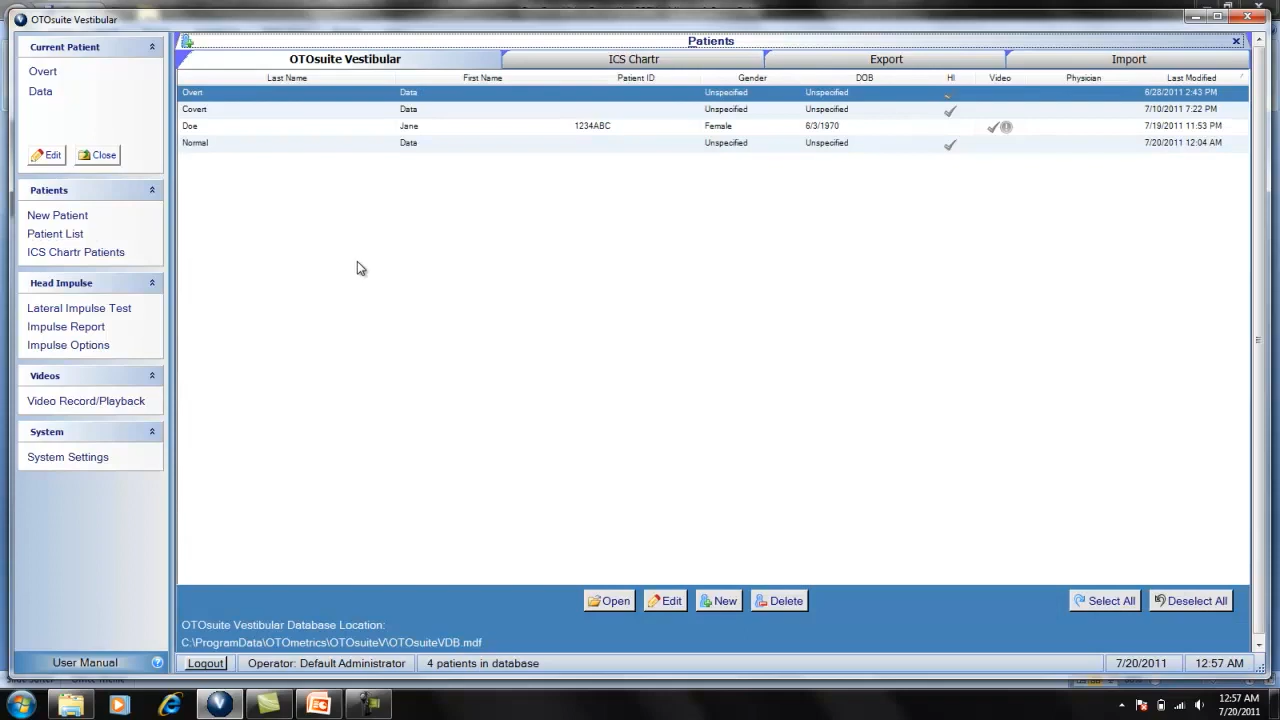 OTOsuite Vestibular
Current Patient
Overt
Data
Edit Close
Patients
New Patient
Patient List
ICS Chartr Patients
Head Impulse
Lateral Impulse Test
Impulse Report
Impulse Options
Videos
Video Record/Playback
System
System Settings
User Manual
Patients
OTOsuite Vestibular ICS Chartr Export Import
Last Name First Name Patient ID Gender DOB HI Video Physician Last Modified
Overt Data Unspecified Unspecified 6/28/2011 2:43 PM
Covert Data Unspecified Unspecified 7/10/2011 7:22 PM
Doe Jane 1234ABC Female 6/3/1970 7/19/2011 11:53 PM
Normal Data Unspecified Unspecified 7/20/2011 12:04 AM
Open Edit New Delete Select All Deselect All
OTOsuite Vestibular Database Location:
C:\ProgramData\OTOmetrics\OTOsuiteV\OTOsuiteVDB.mdf
Logout Operator: Default Administrator 4 patients in database 7/20/2011 12:57 AM
12:57 AM
7/20/2011